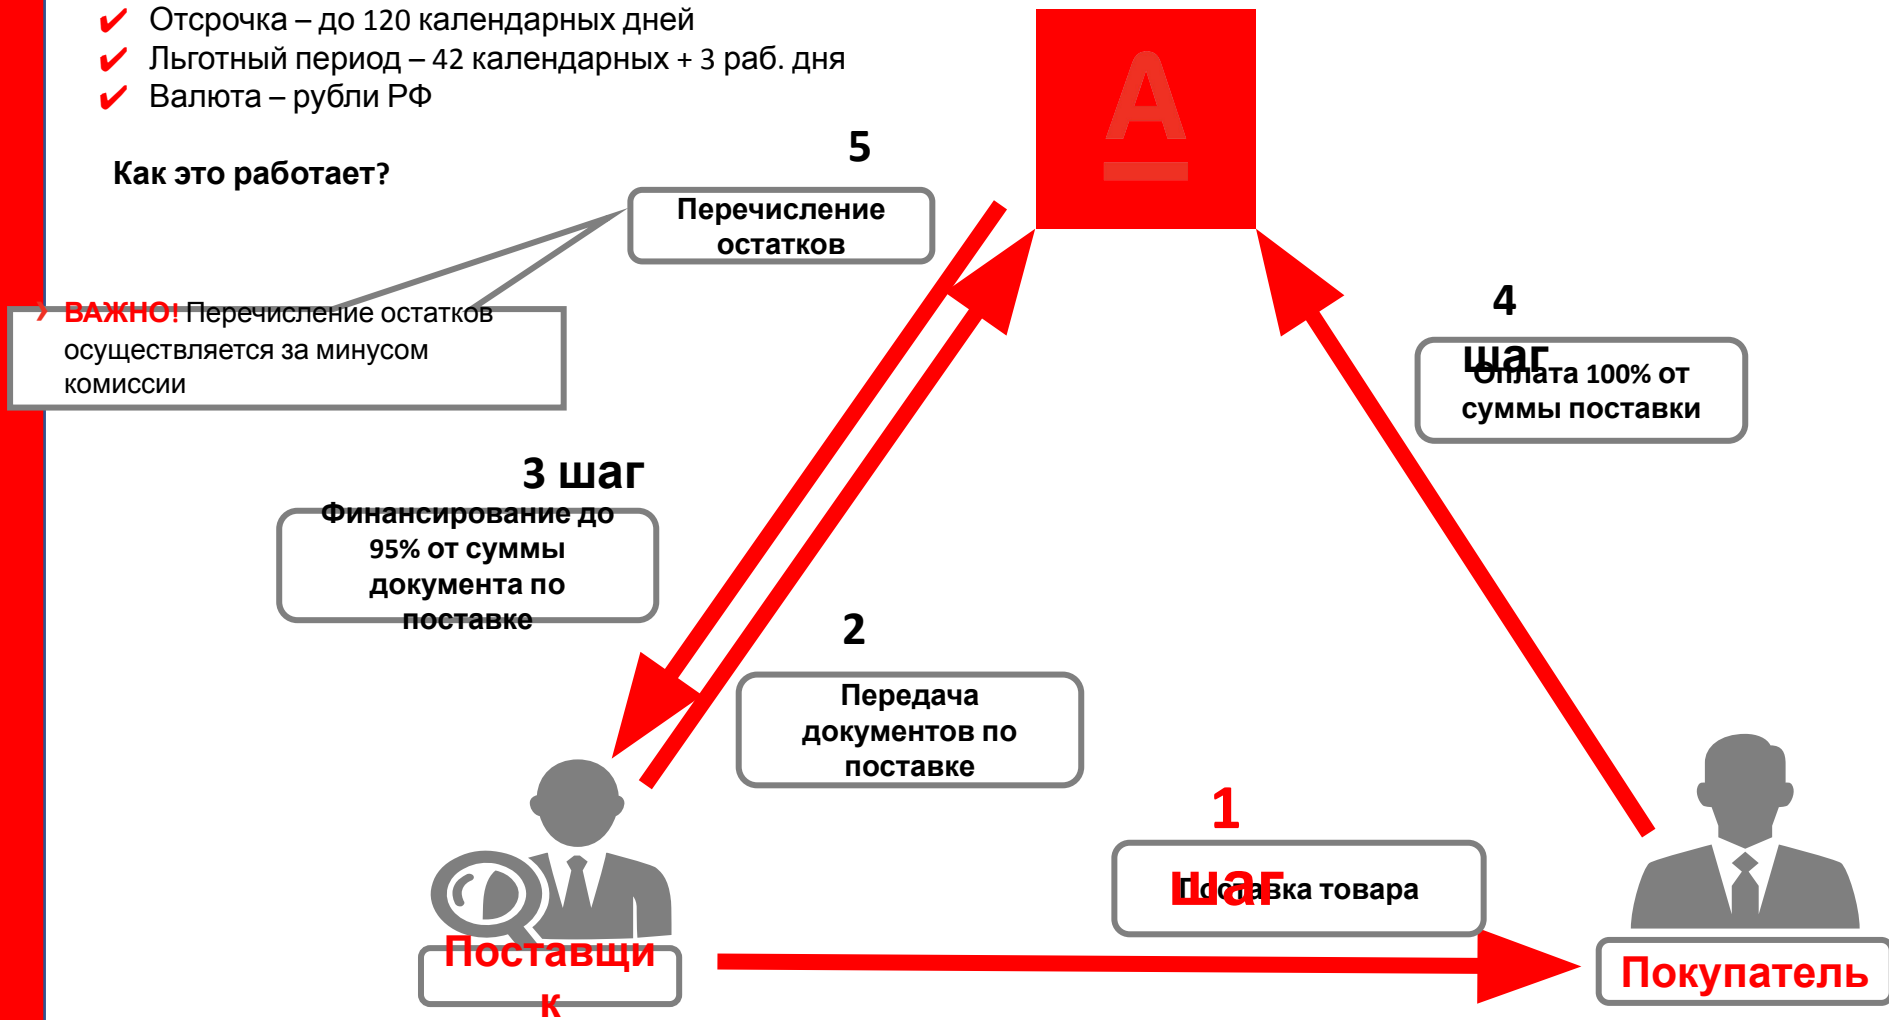 ✔ Отсрочка – до 120 календарных дней
✔ Льготный период – 42 календарных + 3 раб. дня
✔ Валюта – рубли РФ
Как это работает?
A
5
Перечисление
остатков
› ВАЖНО! Перечисление остатков
осуществляется за минусом
комиссии
4
шаг
Оплата 100% от
суммы поставки
3 шаг
Финансирование до
95% от суммы
документа по
поставке
2
Передача
документов по
поставке
1
шаг
Поставка товара
Поставщи
к
Покупатель